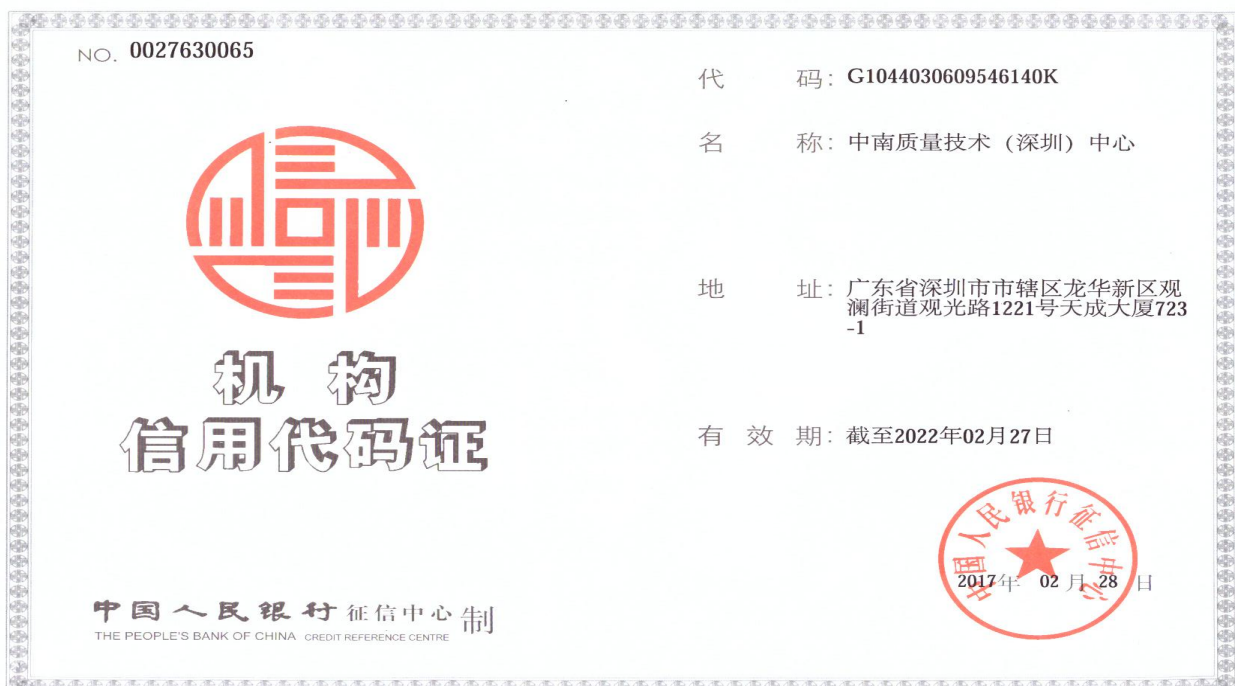 NO. 0027630065
机 构
信用代码证
中国人民银行 征信中心 制
THE PEOPLE'S BANK OF CHINA CREDIT REFERENCE CENTRE
代 码: G1044030609546140K
名 称: 中南质量技术（深圳）中心
地 址: 广东省深圳市市辖区龙华新区观
澜街道观光路1221号天成大厦723
-1
有 效 期: 截至2022年02月27日
中国人民银行征信中心
2017年 02月28日